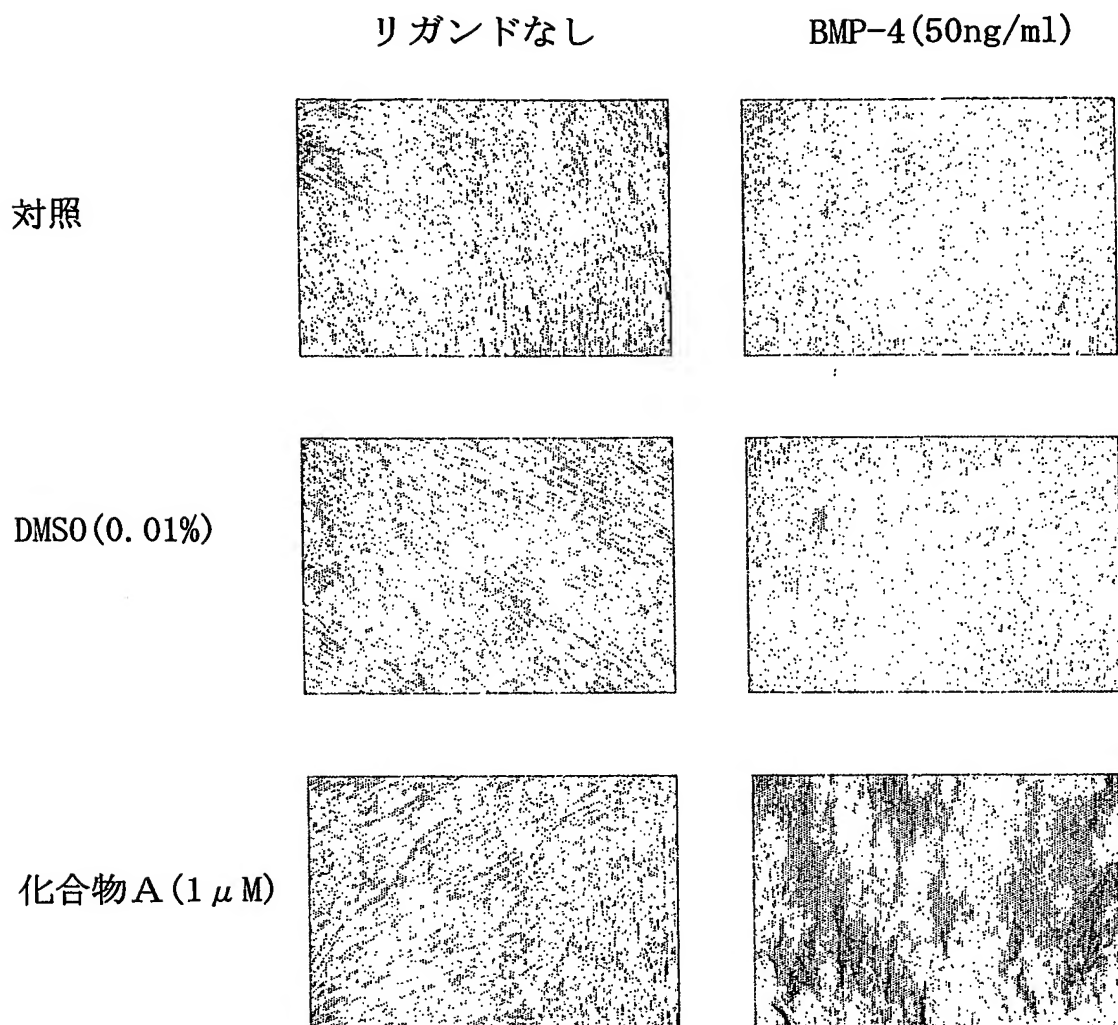 リガンドなし
BMP-4(50ng/ml)
対照
DMSO(0.01%)
化合物A(1μM)